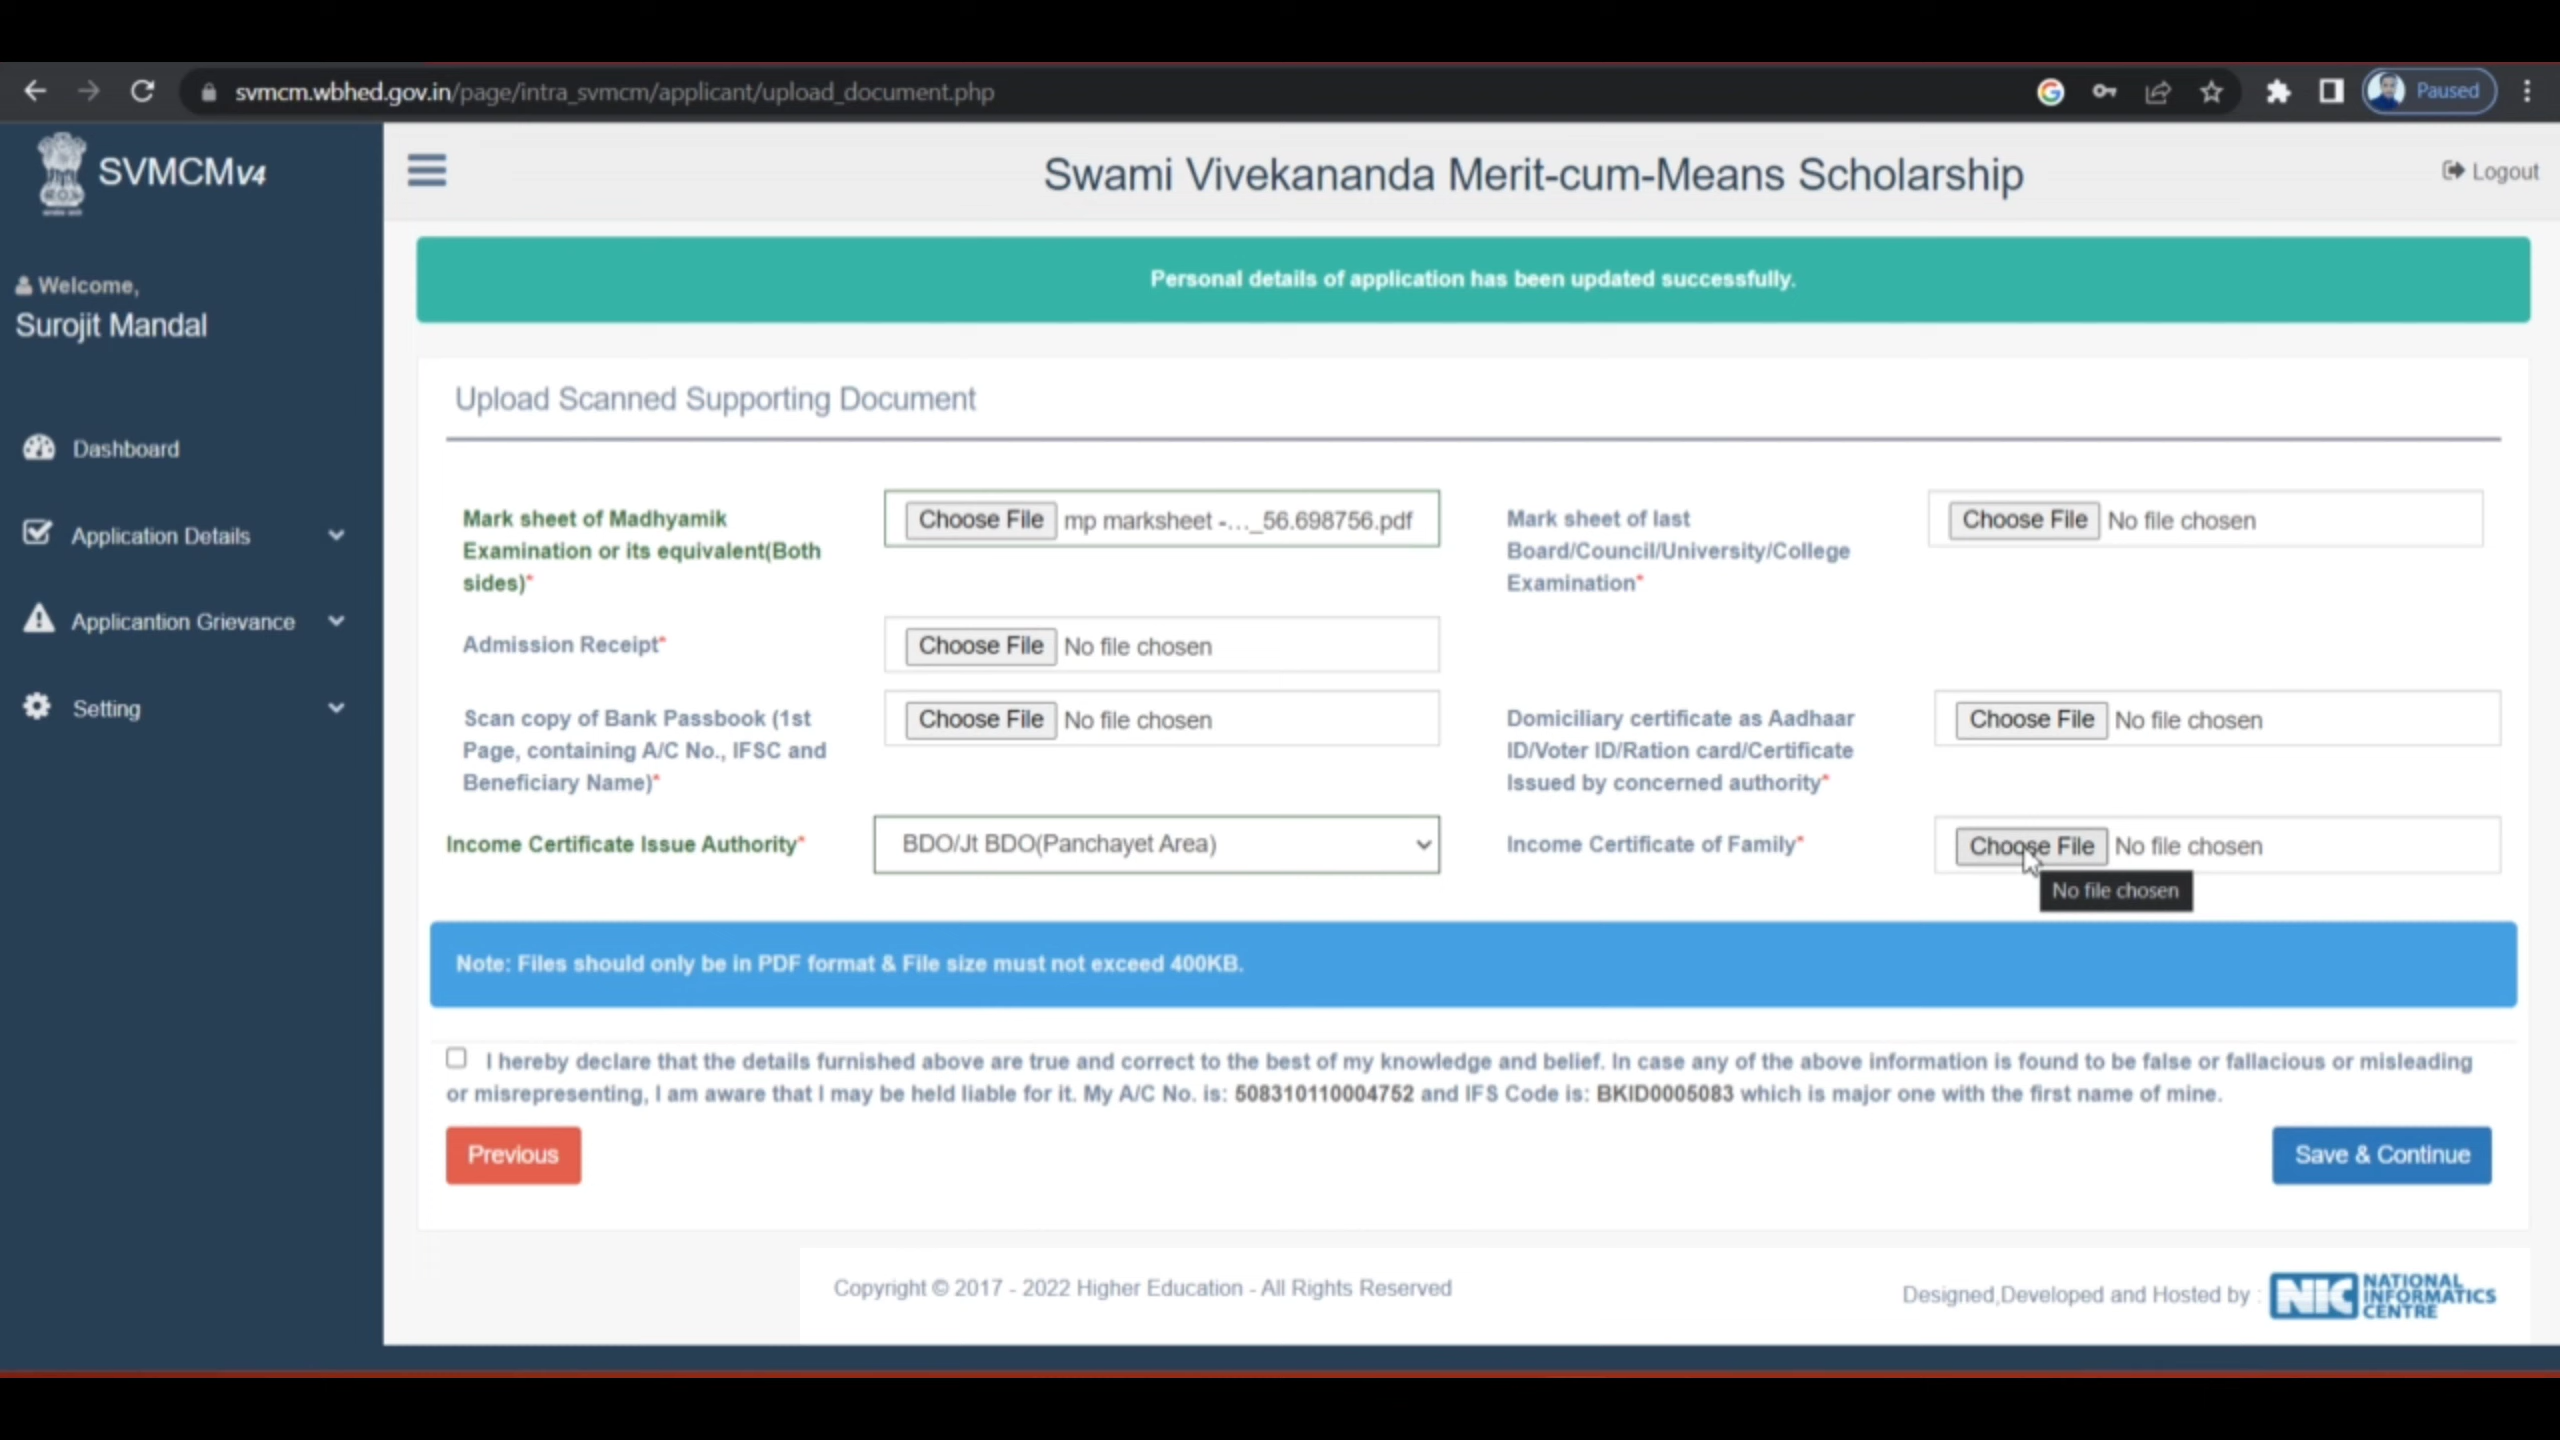 svmcm.wbhed.gov.in/page/intra_svmcm/applicant/upload_document.php
Paused
SVMCMV4
Swami Vivekananda Merit-cum-Means Scholarship
Logout
Welcome,
Surojit Mandal
Dashboard
Application Details
Applicantion Grievance
Setting
Personal details of application has been updated successfully.
Upload Scanned Supporting Document
Mark sheet of Madhyamik
Examination or its equivalent(Both
sides)*
Choose File mp marksheet -..._56.698756.pdf
Mark sheet of last
Board/Council/University/College
Examination*
Choose File No file chosen
Admission Receipt*
Choose File No file chosen
Scan copy of Bank Passbook (1st
Page, containing A/C No., IFSC and
Beneficiary Name)*
Choose File No file chosen
Domiciliary certificate as Aadhaar
ID/Voter ID/Ration card/Certificate
Issued by concerned authority*
Choose File No file chosen
Income Certificate Issue Authority*
BDO/Jt BDO(Panchayet Area)
Income Certificate of Family*
Choose File No file chosen
No file chosen
Note: Files should only be in PDF format & File size must not exceed 400KB.
I hereby declare that the details furnished above are true and correct to the best of my knowledge and belief. In case any of the above information is found to be false or fallacious or misleading
or misrepresenting, I am aware that I may be held liable for it. My A/C No. is: 508310110004752 and IFS Code is: BKID0005083 which is major one with the first name of mine.
Previous
Save & Continue
Copyright © 2017 - 2022 Higher Education - All Rights Reserved
Designed,Developed and Hosted by :
NIC
NATIONAL
INFORMATICS
CENTRE